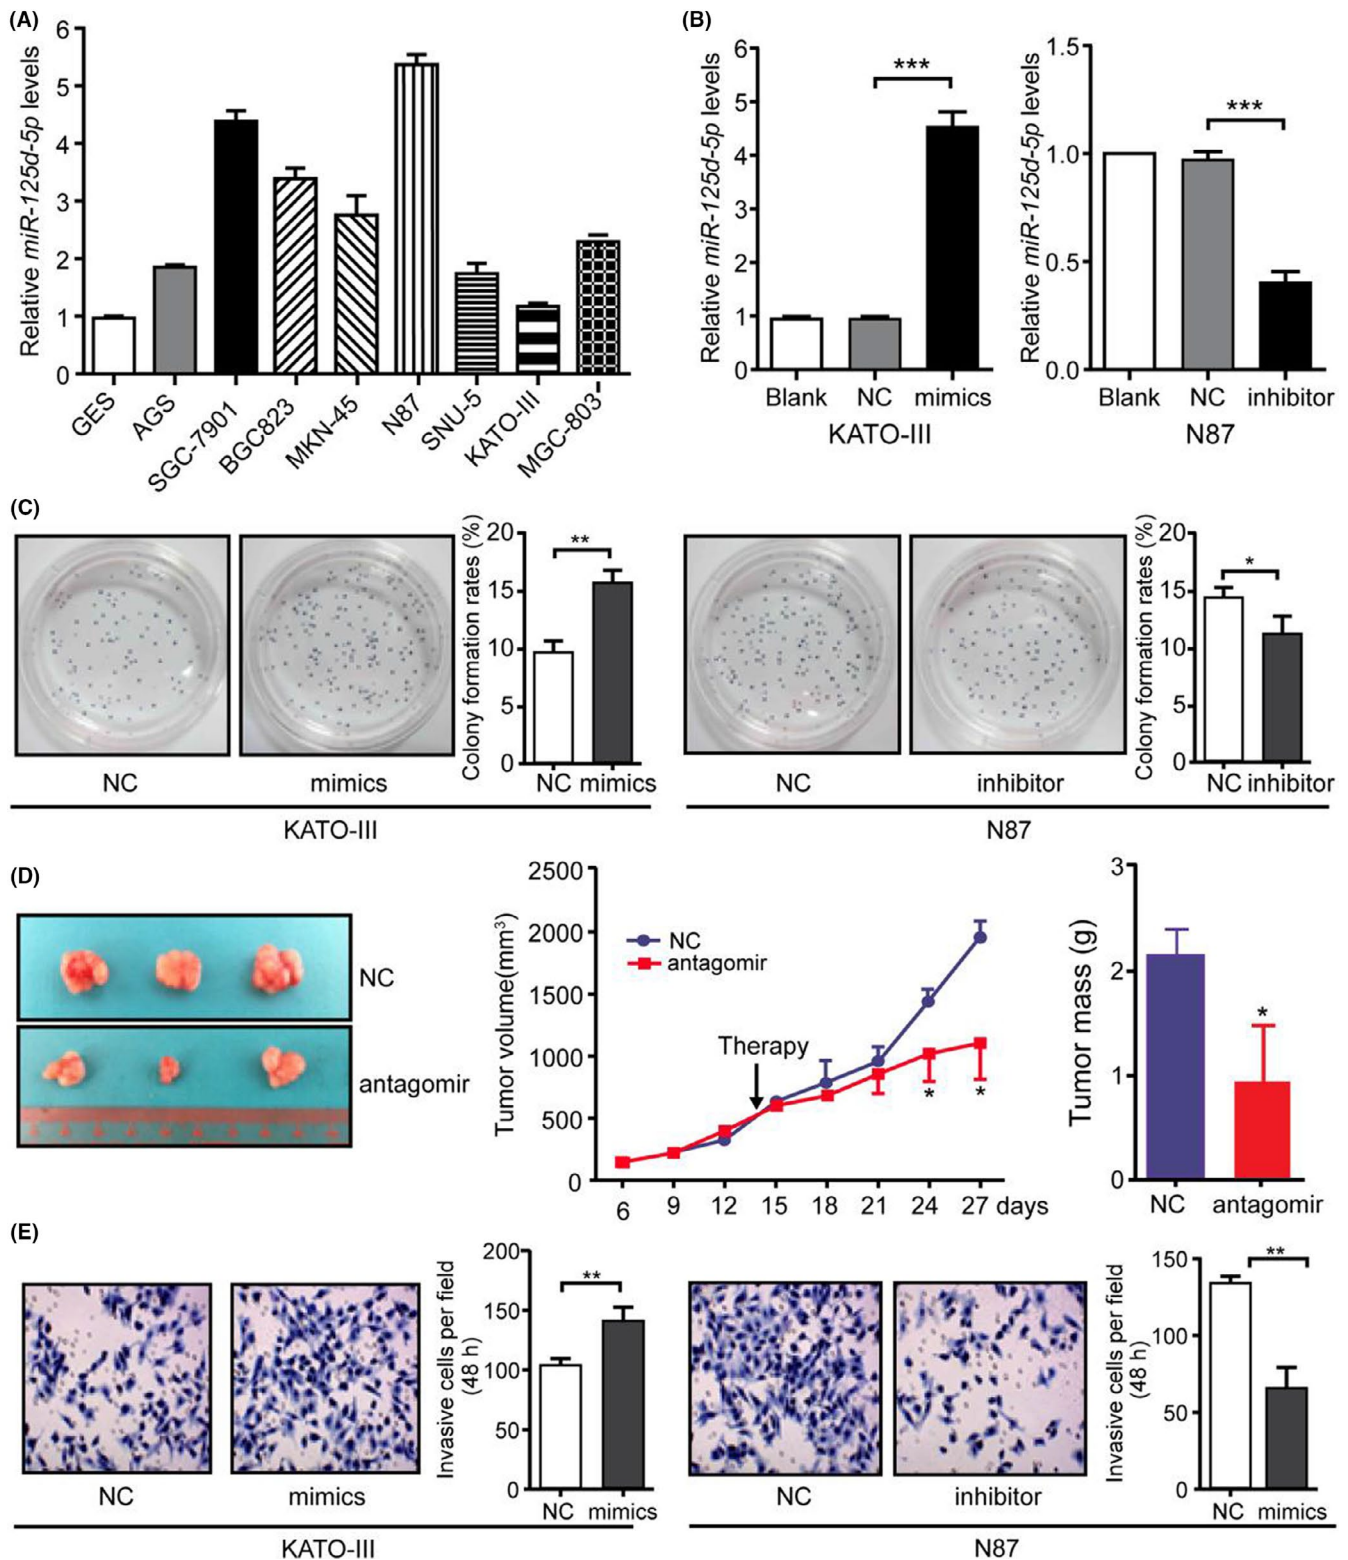 (A)
Relative miR-125d-5p levels
6
5
4
3
2
1
0
GES
AGS
SGC-7901
BGC823
MKN-45
N87
SNU-5
KATO-III
MGC-803
(B)
Relative miR-125d-5p levels
6
5
4
3
2
1
0
***
Blank NC mimics
KATO-III
Relative miR-125d-5p levels
1.5
1.0
0.5
0.0
***
Blank NC inhibitor
N87
(C)
NC
mimics
Colony formation rates (%)
20
15
10
5
0
**
NC mimics
KATO-III
NC
inhibitor
Colony formation rates (%)
20
15
10
5
0
*
NC inhibitor
N87
(D)
NC
antagomir
Tumor volume(mm³)
2500
2000
1500
1000
500
0
NC
antagomir
Therapy
* *
6 9 12 15 18 21 24 27 days
Tumor mass (g)
3
2
1
0
*
NC antagomir
(E)
NC
mimics
Invasive cells per field
(48 h)
200
150
100
50
0
**
NC mimics
KATO-III
NC
inhibitor
Invasive cells per field
(48 h)
150
100
50
0
**
NC mimics
N87